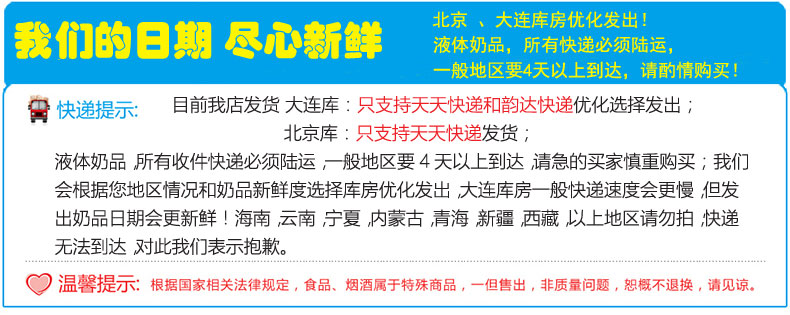 我们的日期 尽心新鲜
北京 、大连库房优化发出！
液体奶品，所有快递必须陆运，
一般地区要4天以上到达，请酌情购买！
快递提示:
目前我店发货 大连库：只支持天天快递和韵达快递优化选择发出；
北京库：只支持天天快递发货；
液体奶品 ,所有收件快递必须陆运 ,一般地区要 4 天以上到达 ,请急的买家慎重购买；我们
会根据您地区情况和奶品新鲜度选择库房优化发出 ,大连库房一般快递速度会更慢 ,但发
出奶品日期会更新鲜！海南 ,云南 ,宁夏 ,内蒙古 ,青海 ,新疆 ,西藏 ,以上地区请勿拍 ,快递
无法到达 ,对此我们表示抱歉。
温馨提示:
根据国家相关法律规定，食品、烟酒属于特殊商品，一但售出，非质量问题，恕概不退换，请见谅。